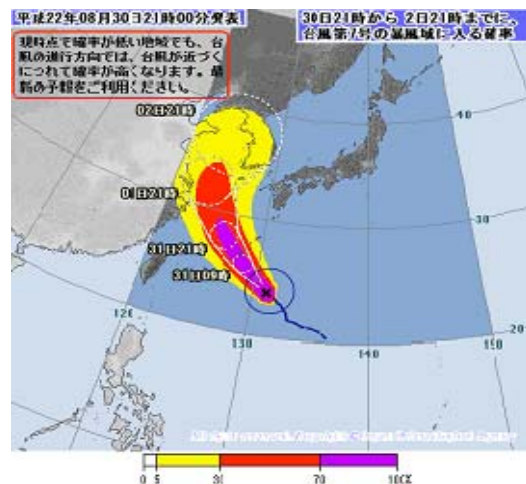 平成22年08月30日21時00分発表
30日21時から 2日21時までに、
台風第7号の暴風域に入る確率
現時点で確率が低い地域でも、台
風の進行方向では、台風が近づく
につれて確率が高くなります。最
新の予報をご利用ください。
02日21時
40
01日21時
30
31日21時
31日09時
120
20
130
140
150
All rights reserved. Copyright © Japan Meteorological Agency
0 5 30 70 100%